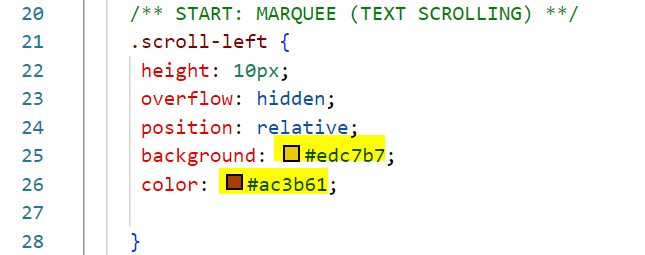 20 /** START: MARQUEE (TEXT SCROLLING) **/
21 .scroll-left {
22 height: 10px;
23 overflow: hidden;
24 position: relative;
25 background: #edc7b7;
26 color: #ac3b61;
27
28 }